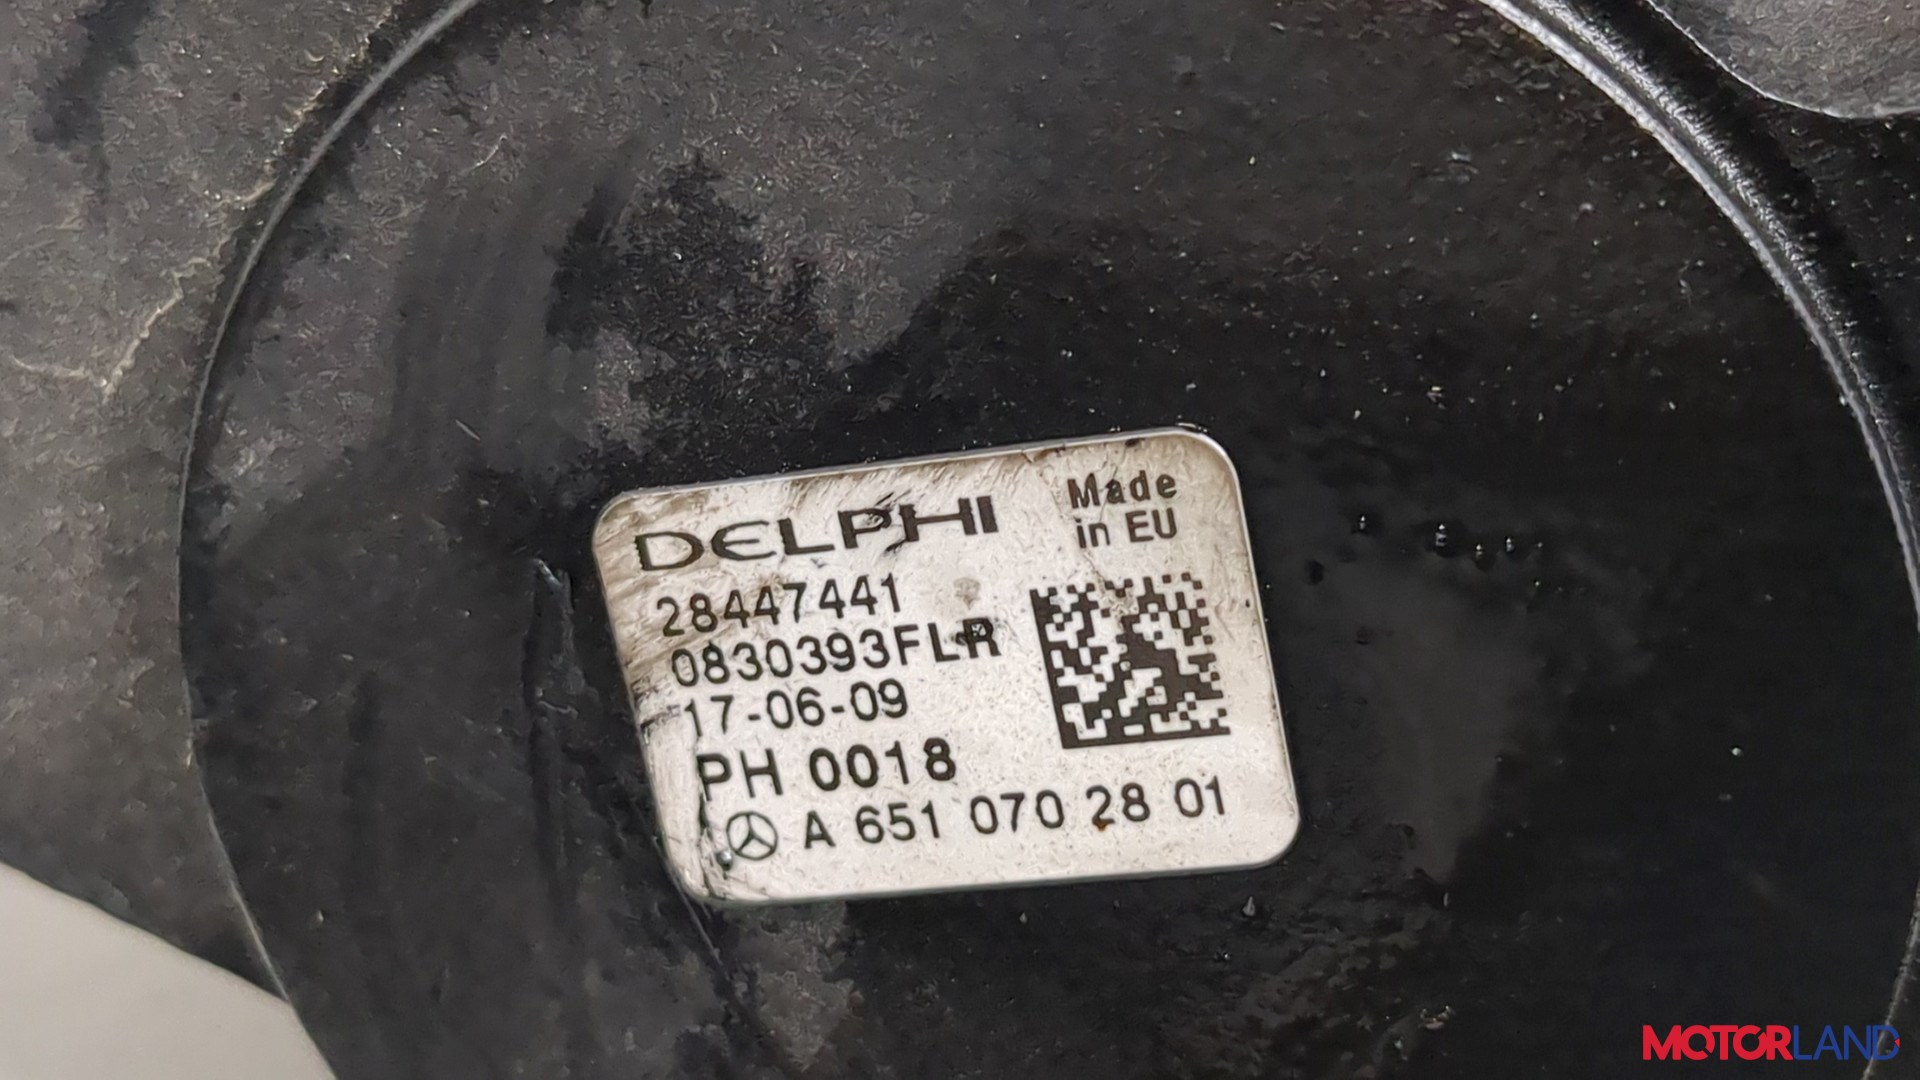 DELPHI
Made
in EU
28447441
0830393FLR
17-06-09
PH 0018
A 651 070 28 01
MOTORLAND